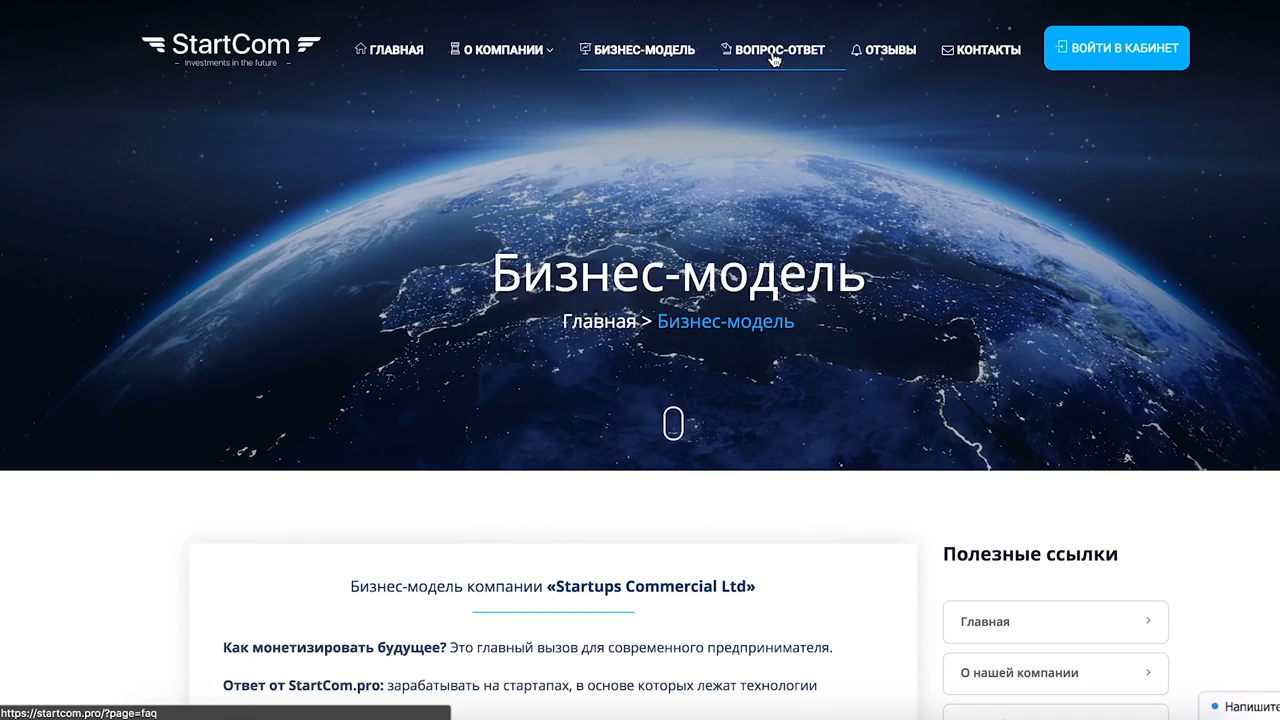 StartCom
– Investments in the future –
ГЛАВНАЯ
О КОМПАНИИ
БИЗНЕС-МОДЕЛЬ
ВОПРОС-ОТВЕТ
ОТЗЫВЫ
КОНТАКТЫ
ВОЙТИ В КАБИНЕТ
Бизнес-модель
Главная > Бизнес-модель
Бизнес-модель компании «Startups Commercial Ltd»
Как монетизировать будущее? Это главный вызов для современного предпринимателя.
Ответ от StartCom.pro: зарабатывать на стартапах, в основе которых лежат технологии
Полезные ссылки
Главная
О нашей компании
Напишите
https://startcom.pro/?page=faq